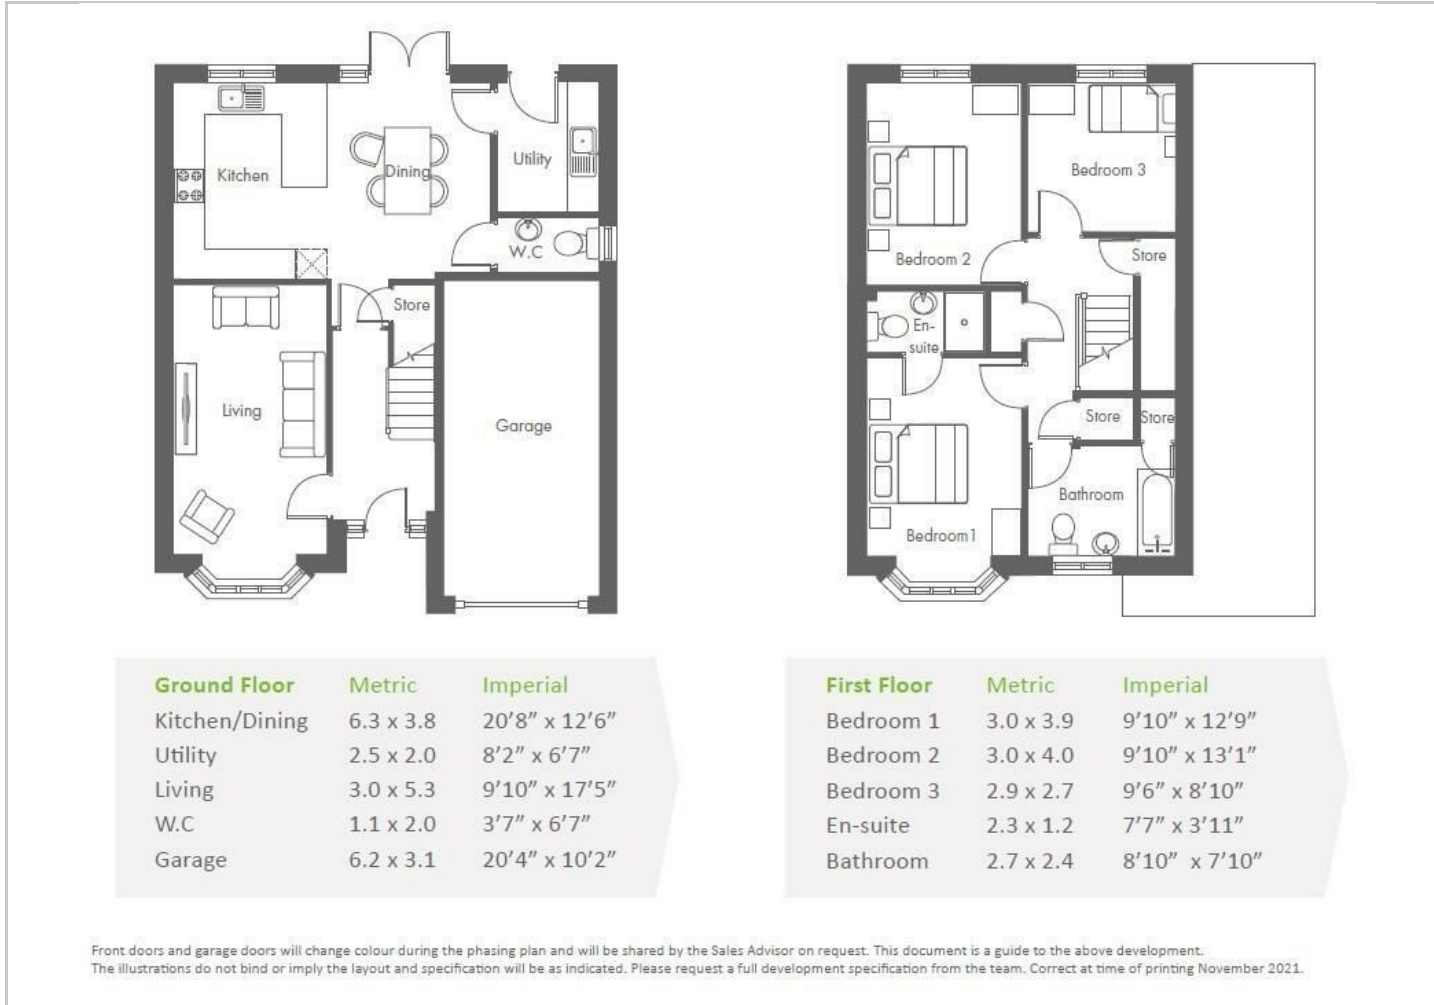 Kitchen
Dining
Utility
W.C
Store
Living
Garage
Bedroom 2
Bedroom 3
Store
En-
suite
Store
Store
Bathroom
Bedroom1
Ground Floor Metric Imperial
Kitchen/Dining 6.3 x 3.8 20’8” x 12’6”
Utility 2.5 x 2.0 8’2” x 6’7”
Living 3.0 x 5.3 9’10” x 17’5”
W.C 1.1 x 2.0 3’7” x 6’7”
Garage 6.2 x 3.1 20’4” x 10’2”
First Floor Metric Imperial
Bedroom 1 3.0 x 3.9 9’10” x 12’9”
Bedroom 2 3.0 x 4.0 9’10” x 13’1”
Bedroom 3 2.9 x 2.7 9’6” x 8’10”
En-suite 2.3 x 1.2 7’7” x 3’11”
Bathroom 2.7 x 2.4 8’10” x 7’10”
Front doors and garage doors will change colour during the phasing plan and will be shared by the Sales Advisor on request. This document is a guide to the above development.
The illustrations do not bind or imply the layout and specification will be as indicated. Please request a full development specification from the team. Correct at time of printing November 2021.